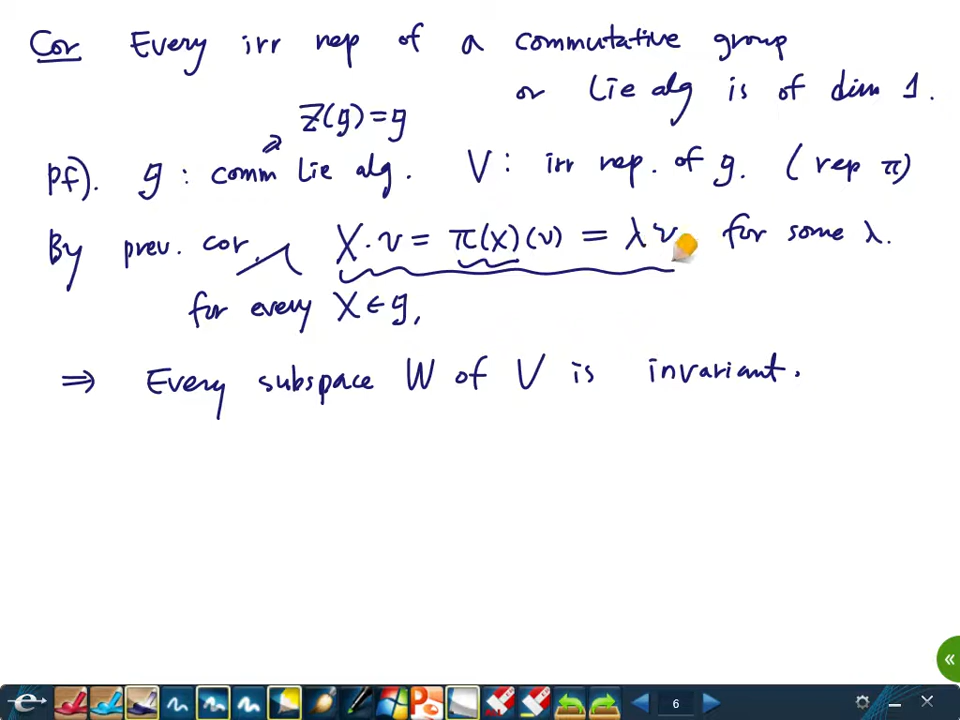 Cor Every irr rep of a commutative group
or Lie alg is of dim 1.
Z(g)=g
pf). g : comm Lie alg. V : irr rep. of g. (rep π)
By prev. cor. X·v = π(X)(v) = λv for some λ.
for every X∈g,
⇒ Every subspace W of V is invariant.
6